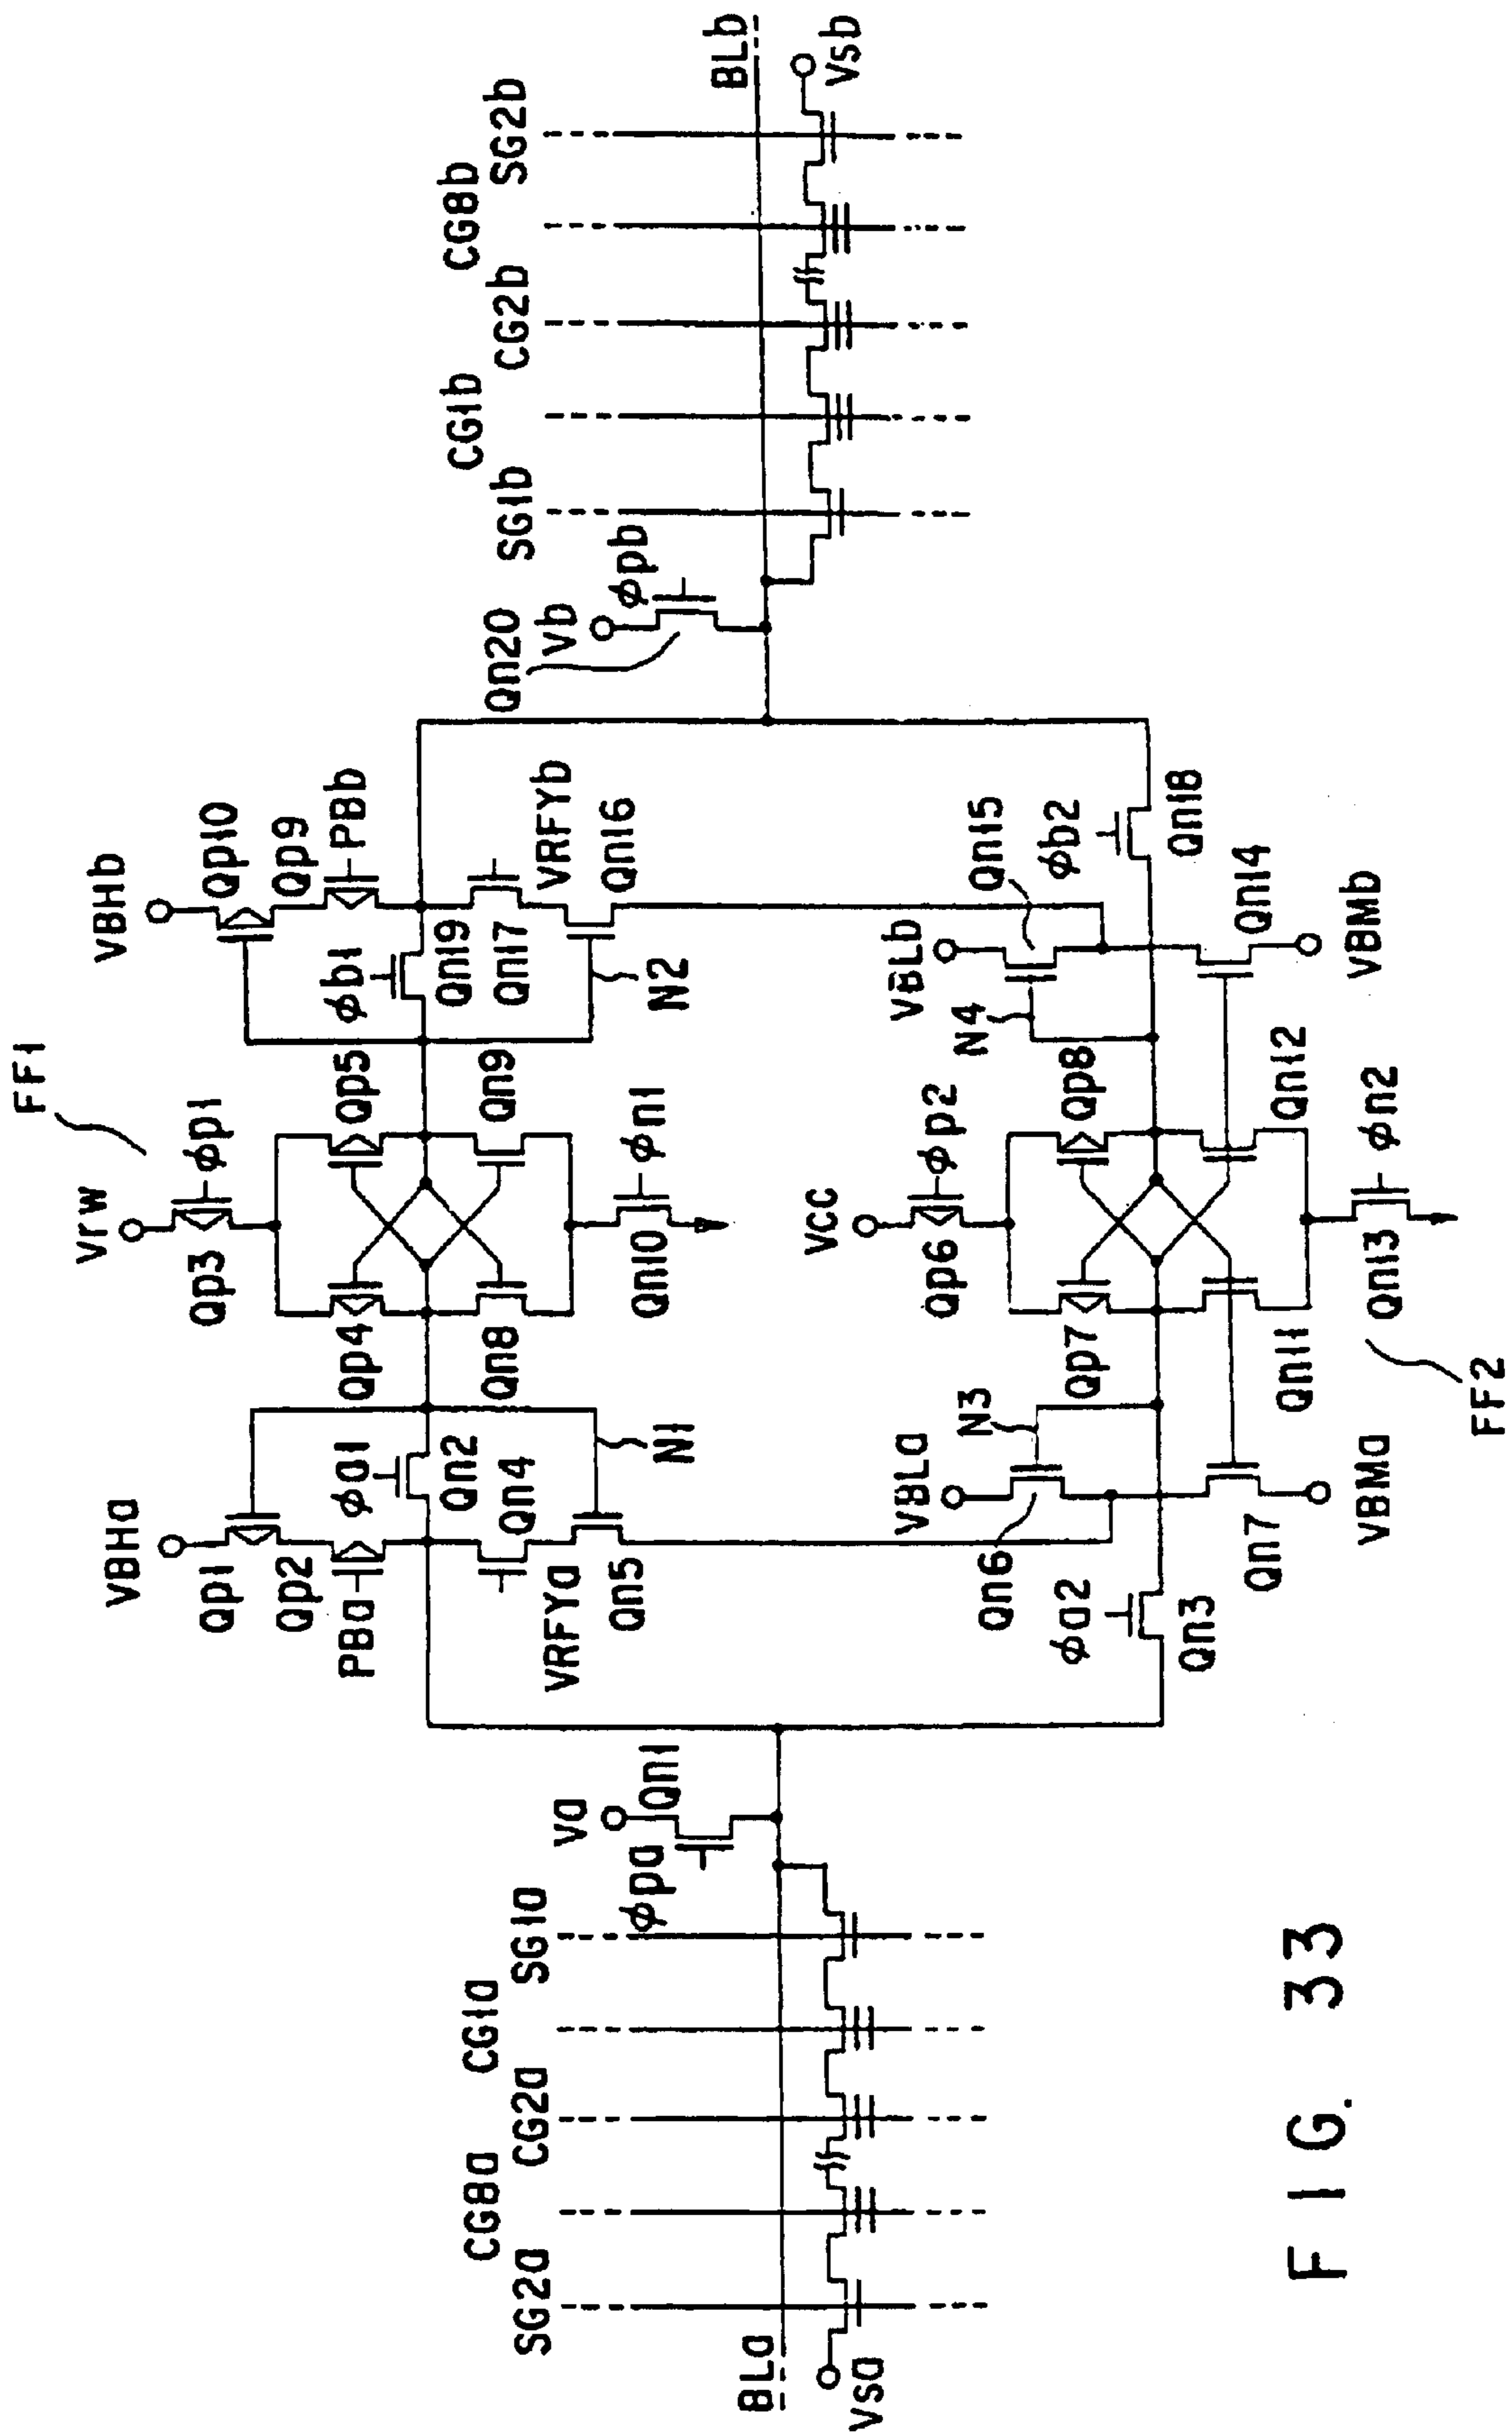 FF1
Vrw
Qp3
φp1
VBHa
VBHb
Qp1
Qp10
Qp2
Qp9
PBa
PBb
φa1
φb1
Qp4
Qp5
Qn2
Qn19
Qn4
Qn17
Qn8
Qn9
VRFYa
VRFYb
Qn5
Qn16
N1
N2
Qn10
φn1
CG8a
CG1a
SG2a
CG2a
SG1a
Va
φpa
Qn1
Qn20
Vb
φpb
SG1b
CG1b
CG2b
CG8b
SG2b
BLa
BLb
Vsa
Vsb
VCC
Qp6
φp2
VBLa
VBLb
N3
N4
Qn6
Qn15
φa2
φb2
Qp7
Qp8
Qn3
Qn18
Qn7
Qn14
Qn11
Qn12
VBMa
VBMb
Qn13
φn2
FF2
FIG. 33